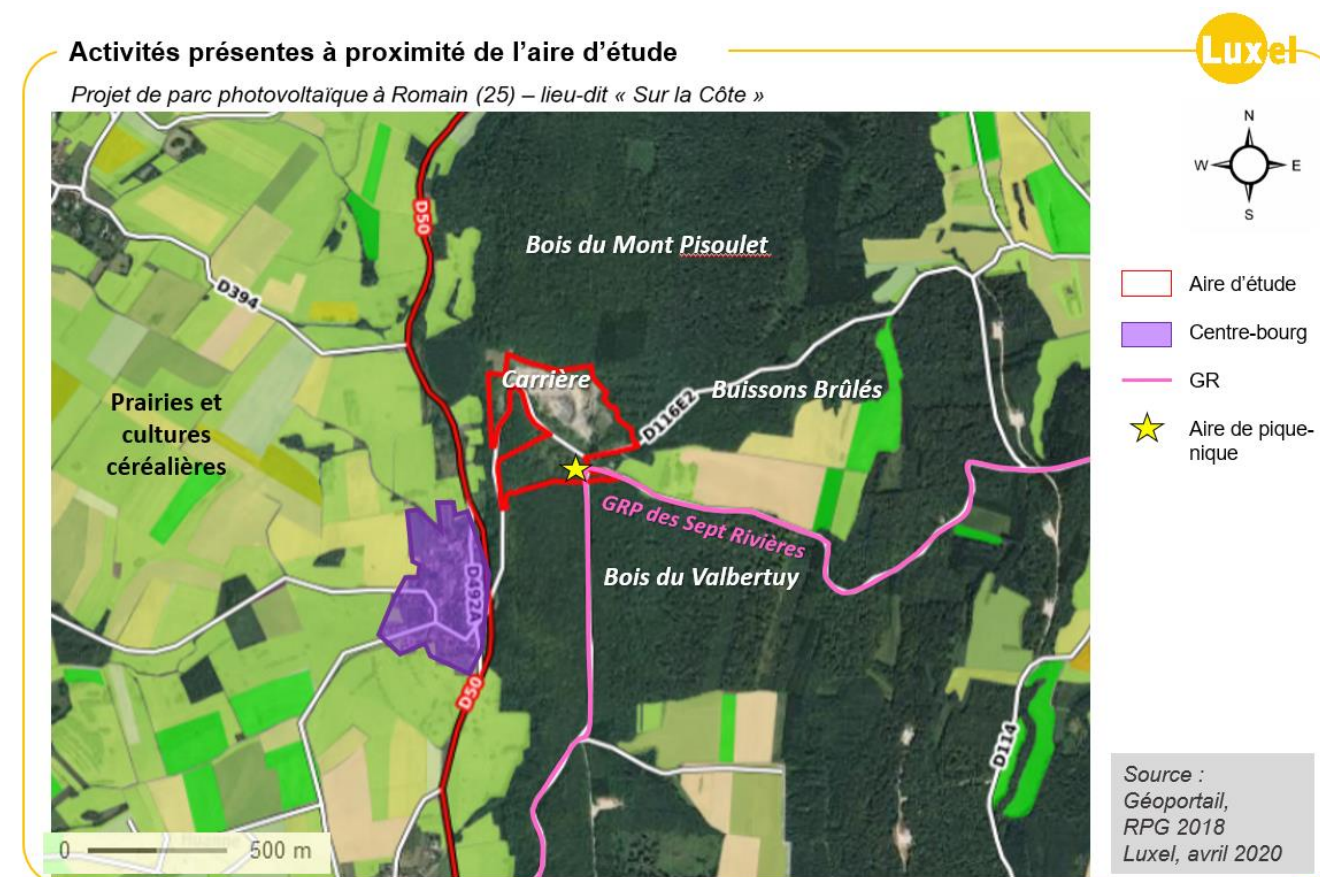 Activités présentes à proximité de l’aire d’étude
Luxel
Projet de parc photovoltaïque à Romain (25) – lieu-dit « Sur la Côte »
N
W
E
S
D50
Bois du Mont Pisoulet
D394
Aire d’étude
Centre-bourg
GR
Aire de pique-
nique
Carrière
Buissons Brûlés
D116E2
Prairies et
cultures
céréalières
GRP des Sept Rivières
Bois du Valbertuy
D492A
D50
D114
Source :
Géoportail,
RPG 2018
Luxel, avril 2020
0
500 m